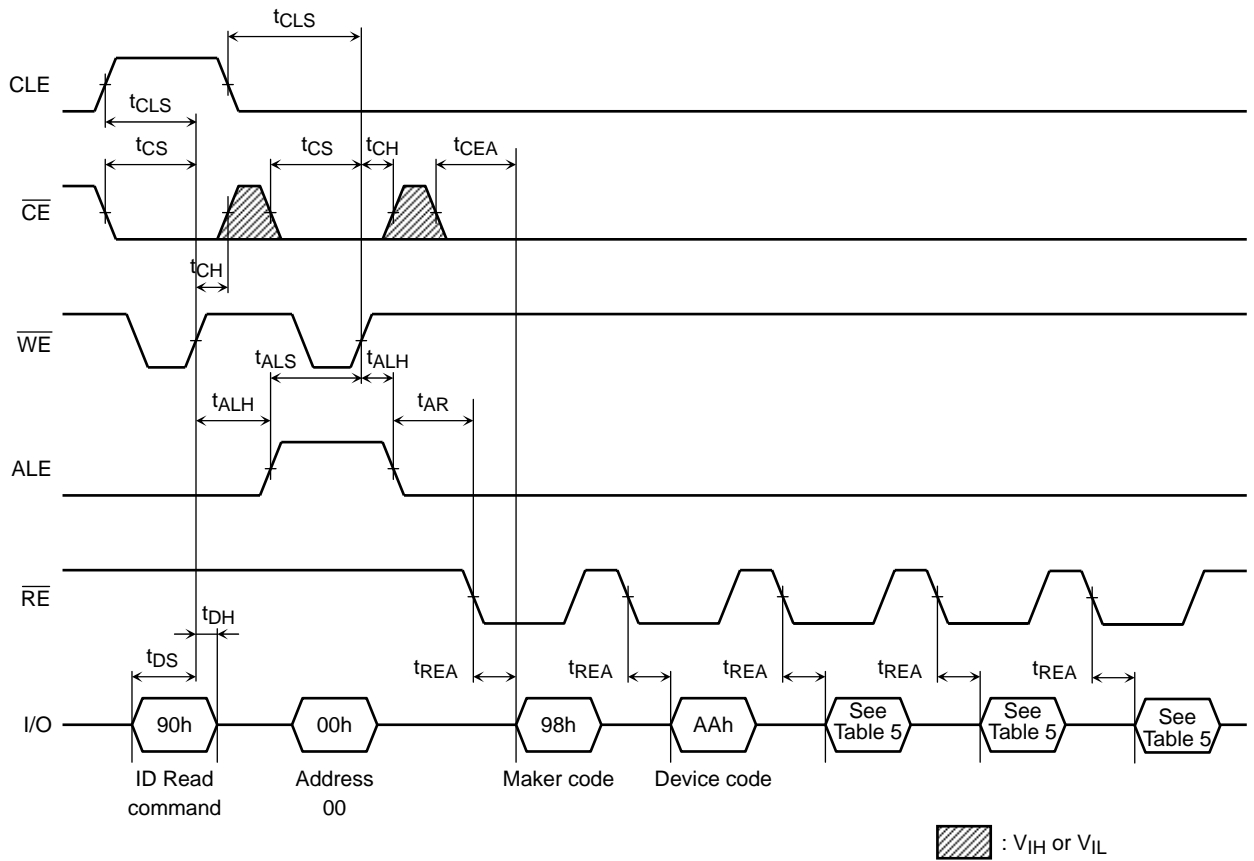 tCLS
CLE
tCLS
tCS
tCS
tCH
tCEA
CE
tCH
WE
tALS
tALH
tALH
tAR
ALE
RE
tDH
tDS
tREA
tREA
tREA
tREA
tREA
I/O
90h
00h
98h
AAh
See
Table 5
See
Table 5
See
Table 5
ID Read
command
Address
00
Maker code
Device code
: VIH or VIL